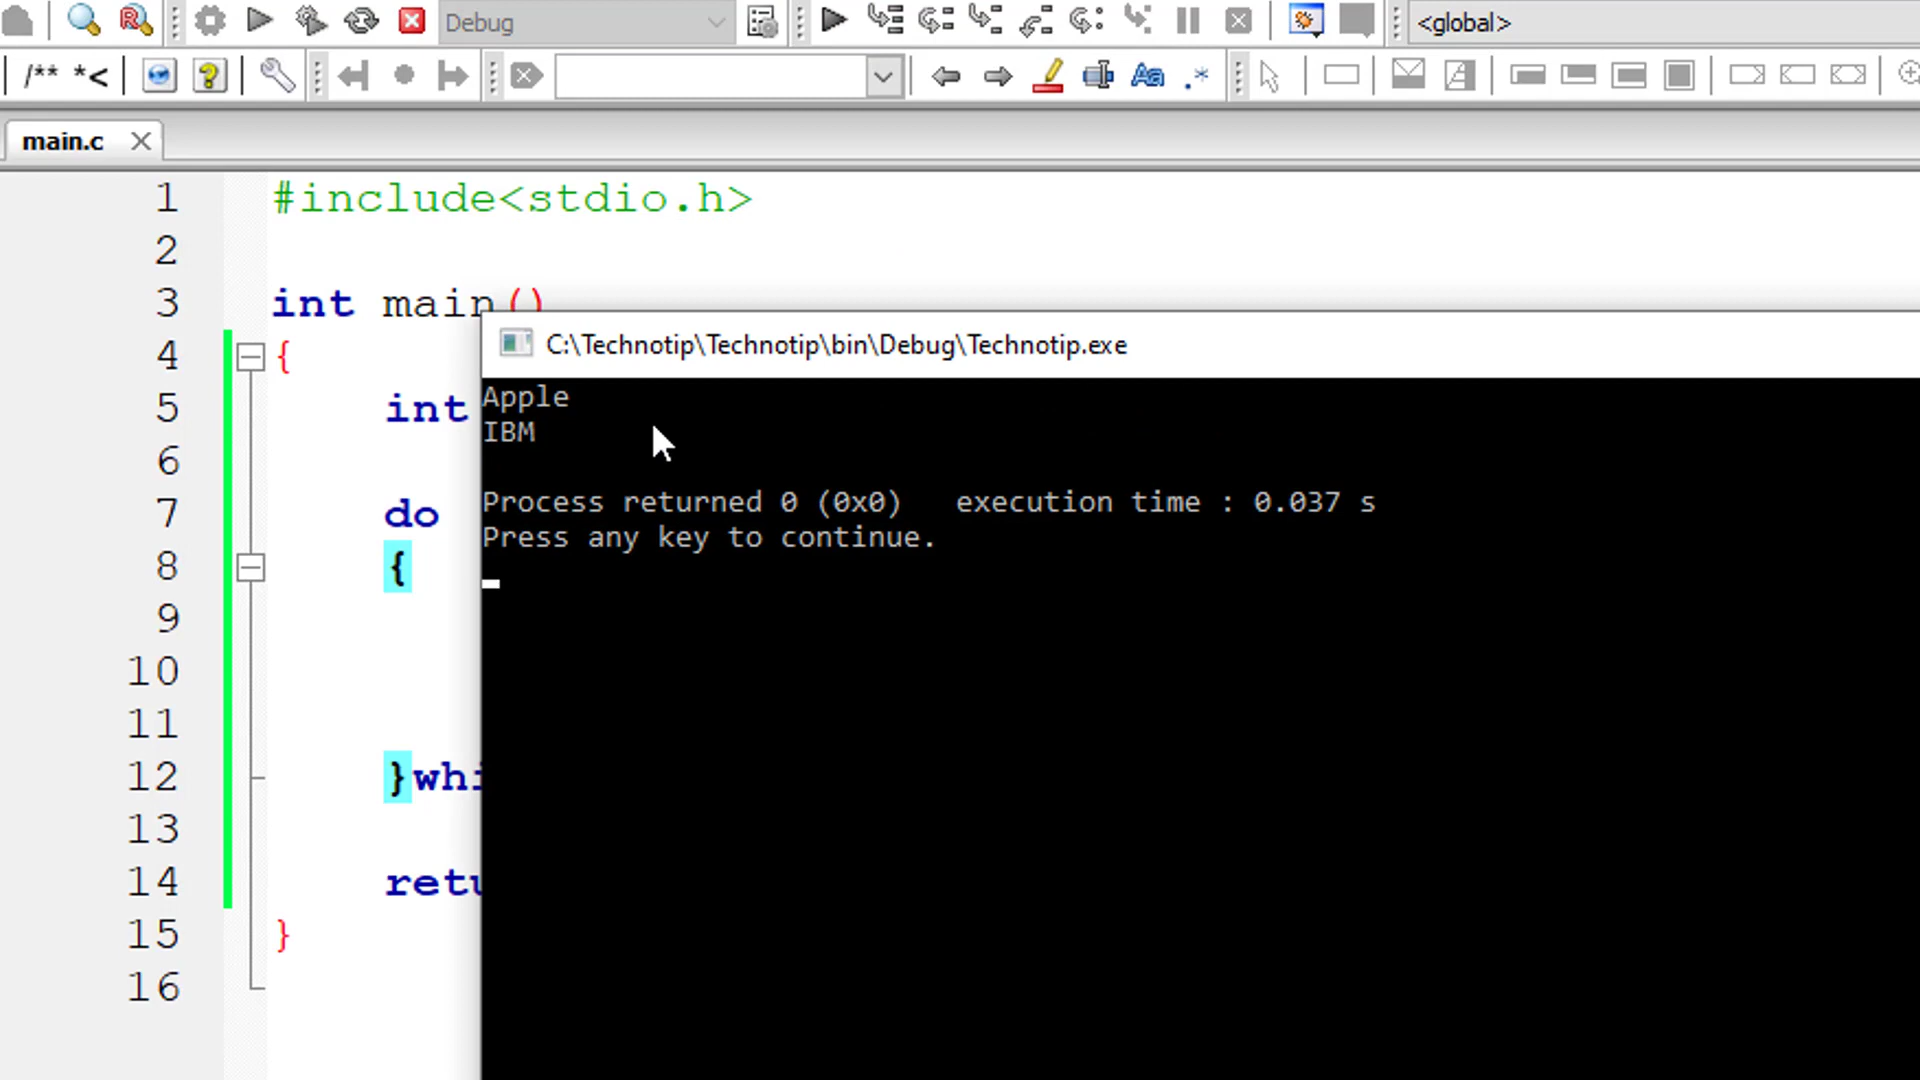 Debug
<global>
/** *<
Aa
.*
main.c
1 #include<stdio.h>
2
3 int main()
4 {
C:\Technotip\Technotip\bin\Debug\Technotip.exe
5 int
Apple
6
IBM
7 do
Process returned 0 (0x0)   execution time : 0.037 s
Press any key to continue.
8 {
9
10
11
12 }whi
13
14 retu
15 }
16